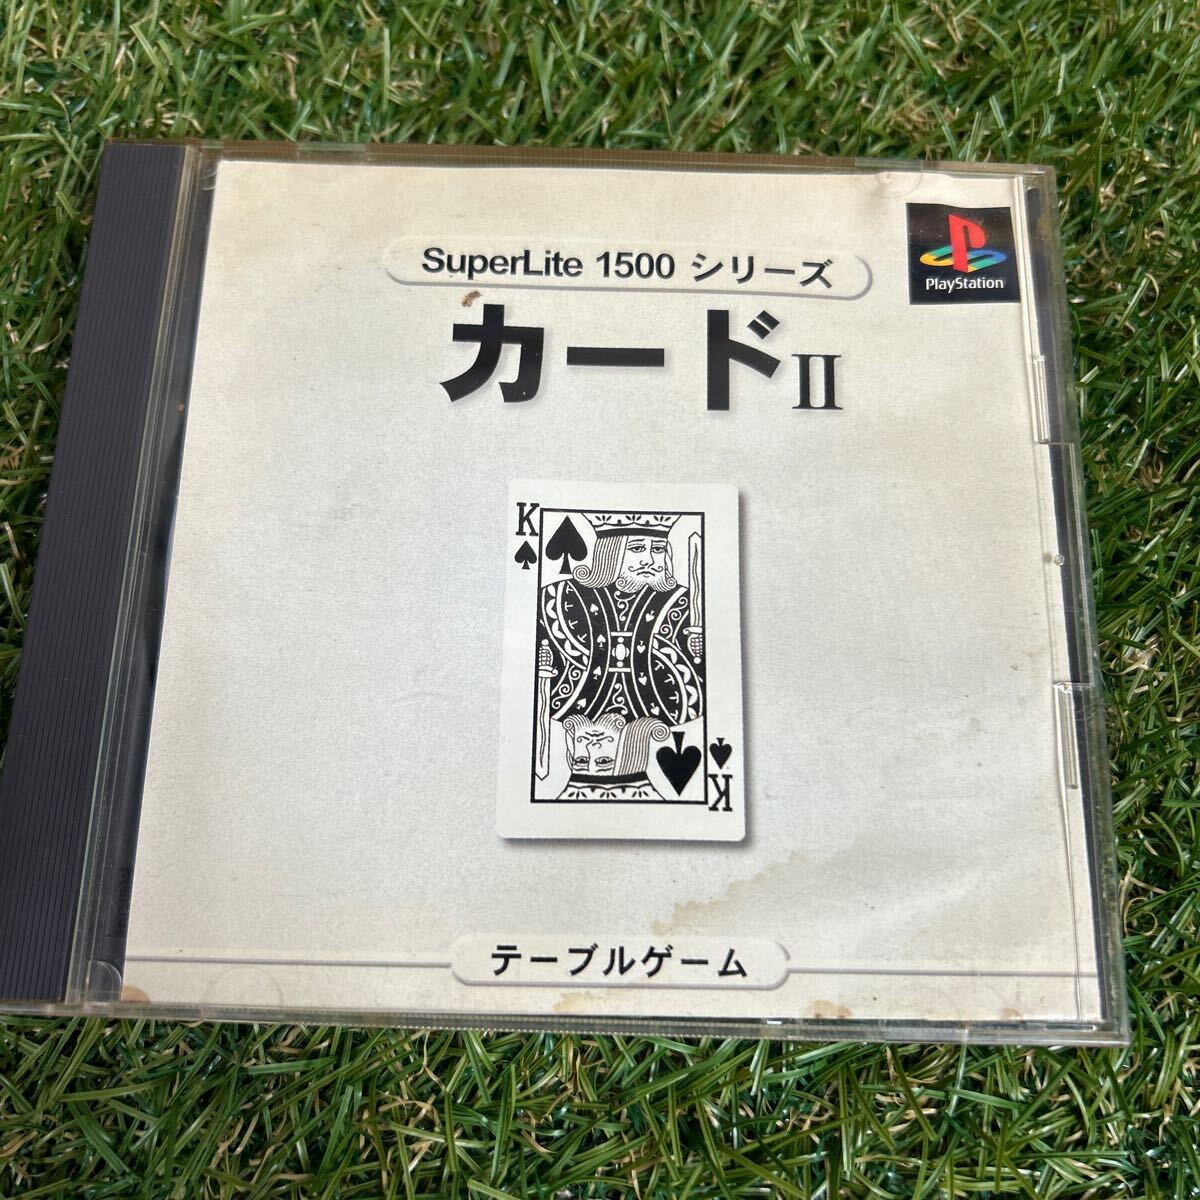 SuperLite 1500 シリーズ
PlayStation
カードII
K
K
テーブルゲーム